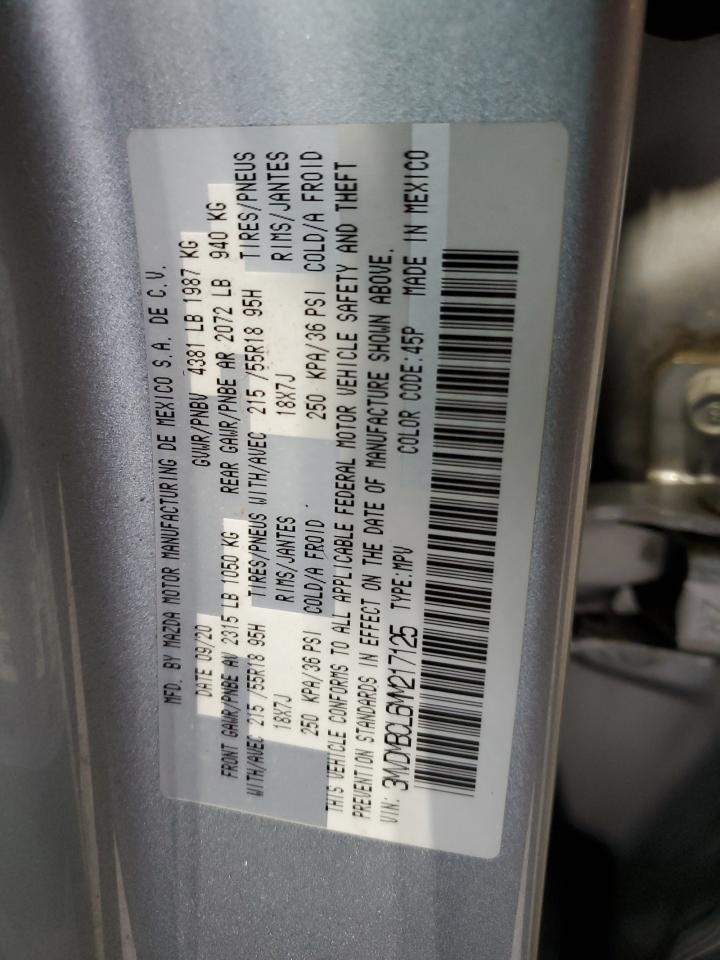 MFD. BY MAZDA MOTOR MANUFACTURING DE MEXICO S.A. DE C.V.
DATE 09/20 GVWR/PNBV 4381 LB 1987 KG
FRONT GAWR/PNBE AV 2315 LB 1050 KG REAR GAWR/PNBE AR 2072 LB 940 KG
WITH/AVEC 215 /55R18 95H TIRES/PNEUS WITH/AVEC 215 /55R18 95H TIRES/PNEUS
18X7J RIMS/JANTES 18X7J RIMS/JANTES
250 KPA/36 PSI COLD/A FROID 250 KPA/36 PSI COLD/A FROID
THIS VEHICLE CONFORMS TO ALL APPLICABLE FEDERAL MOTOR VEHICLE SAFETY AND THEFT
PREVENTION STANDARDS IN EFFECT ON THE DATE OF MANUFACTURE SHOWN ABOVE.
VIN: 3MVDMBCL6MM217125 TYPE:MPV COLOR CODE:45P MADE IN MEXICO